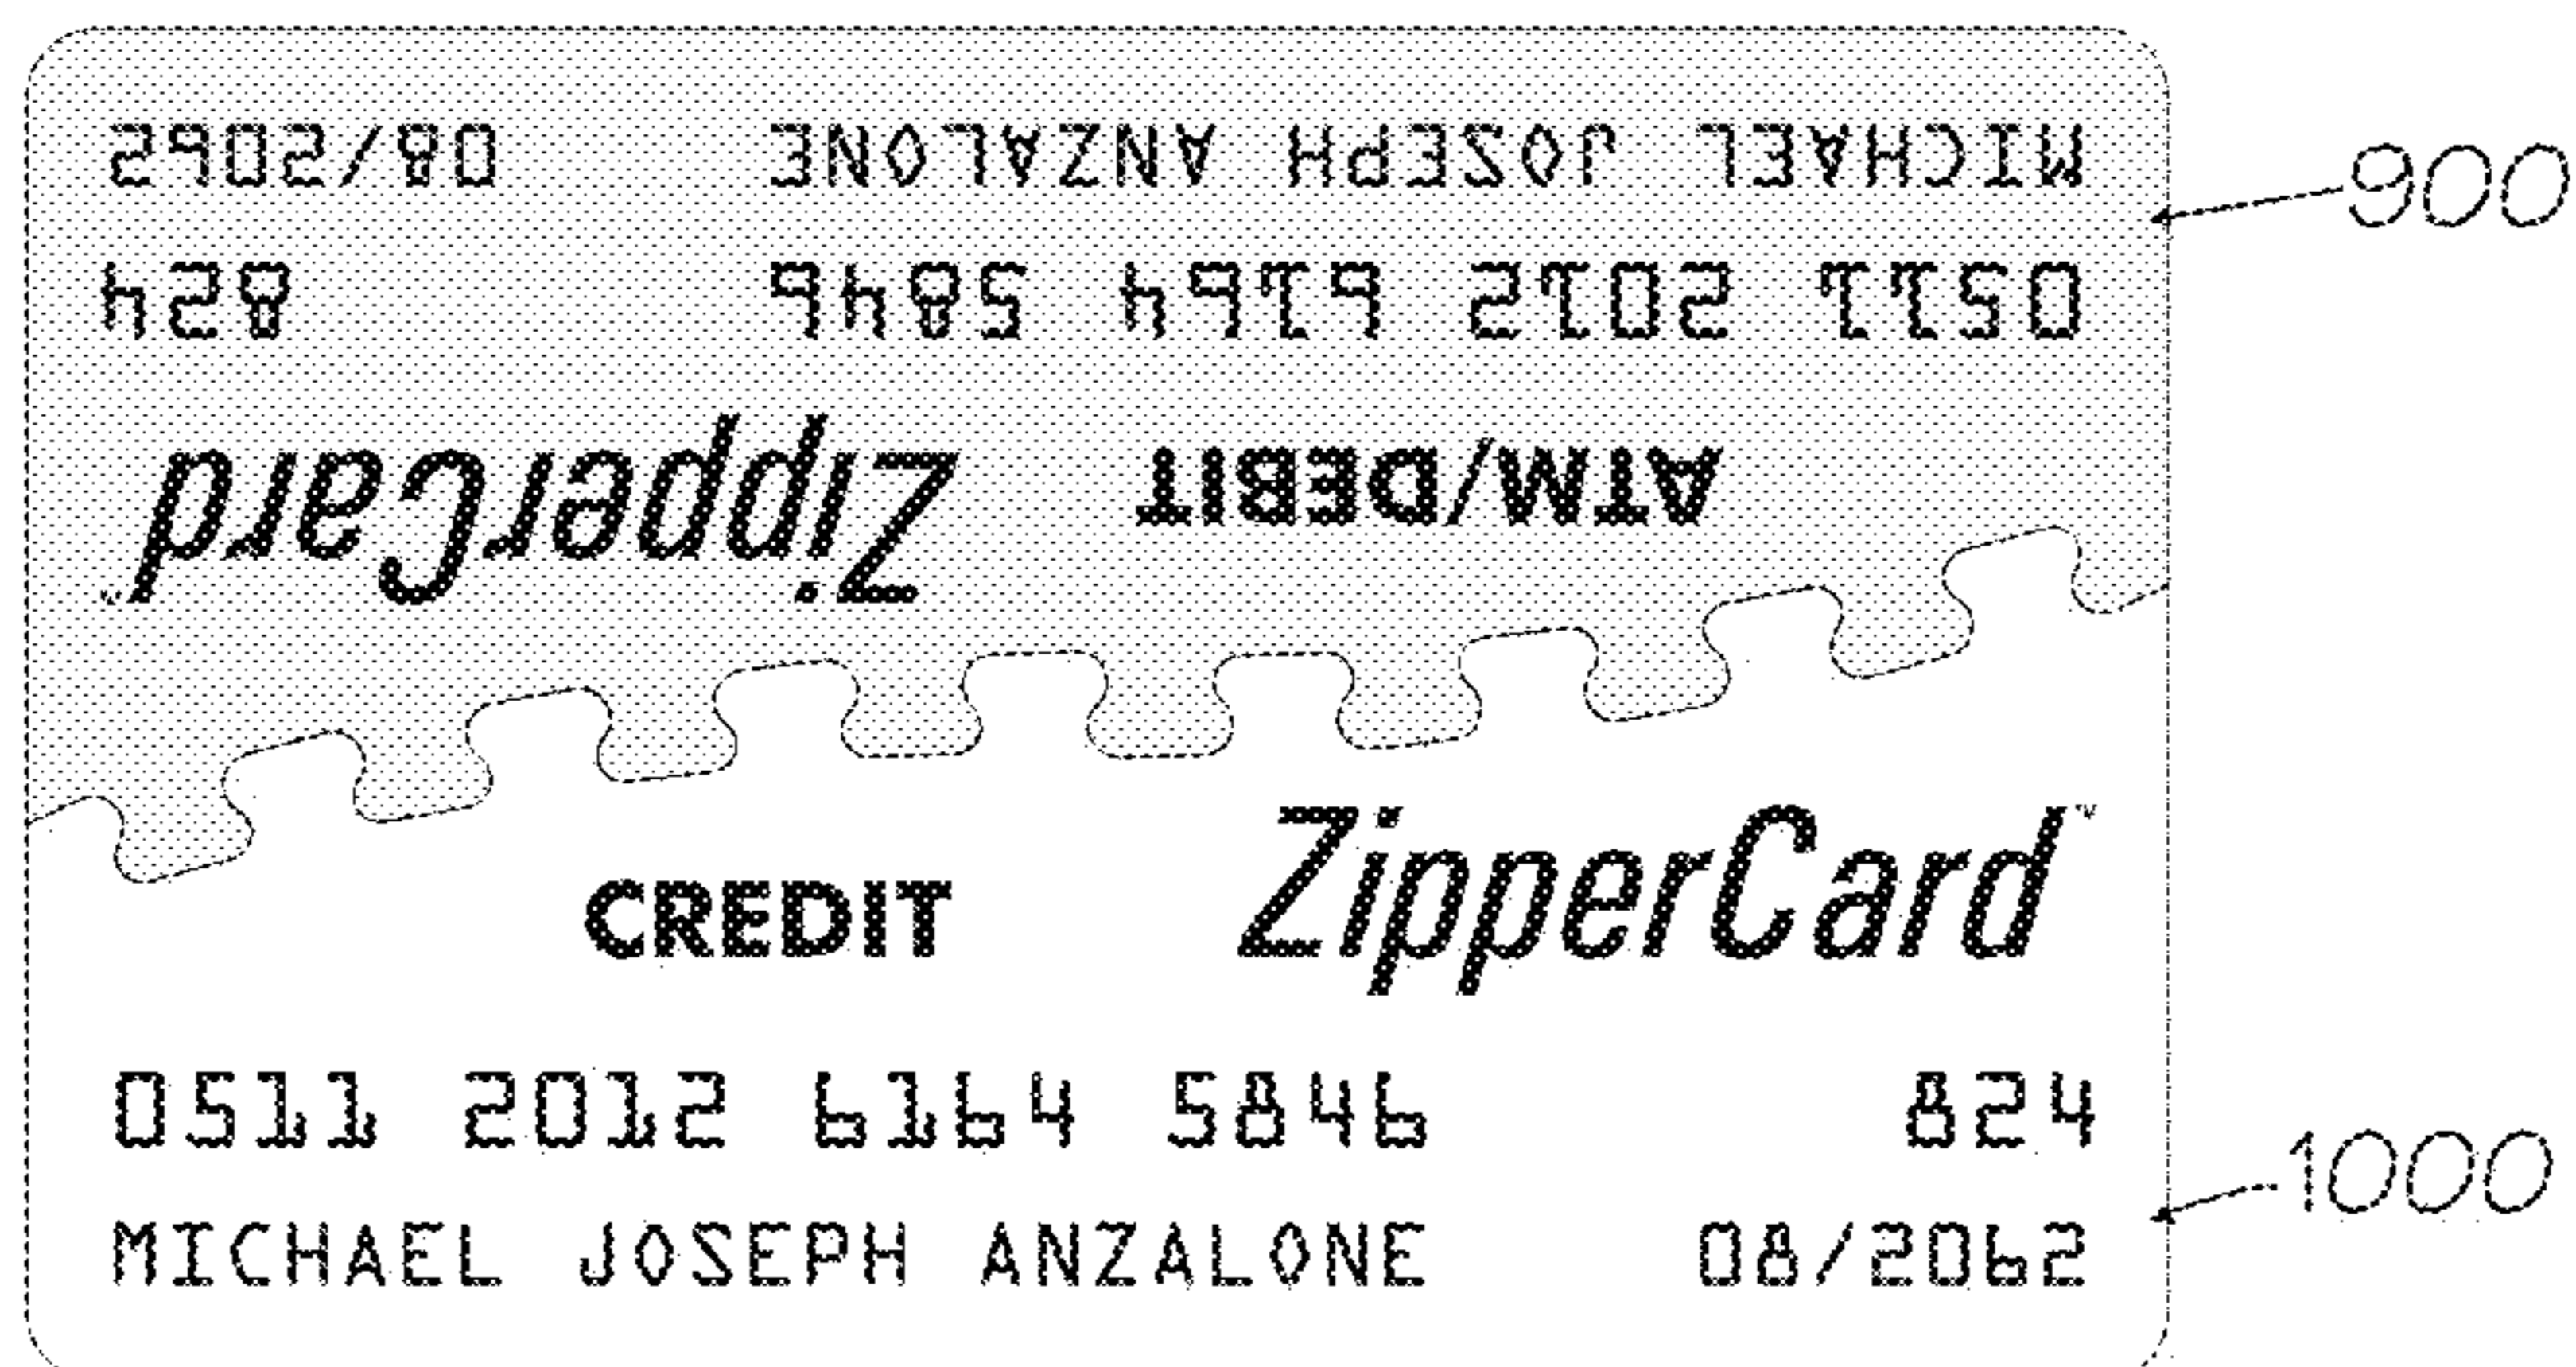 MICHAEL JOSEPH ANZALONE 08/2062
0511 2012 6164 5846 824
ATM/DEBIT ZipperCard
900
CREDIT ZipperCard
0511 2012 6164 5846 824
MICHAEL JOSEPH ANZALONE 08/2062
1000